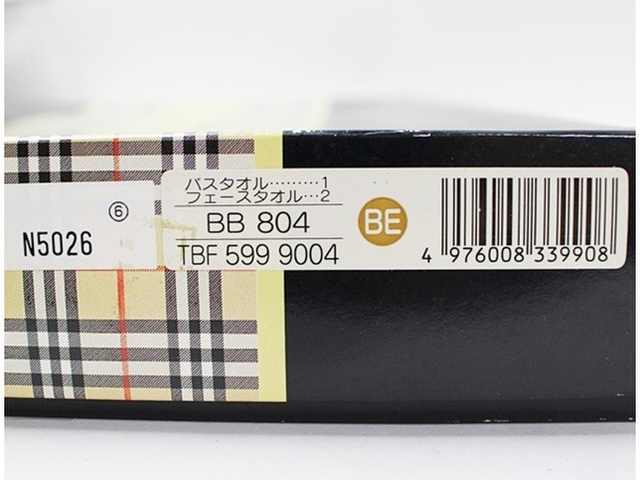 ⑥
N5026
バスタオル………1
フェースタオル…2
BB 804
TBF 599 9004
BE
4 976008 339908